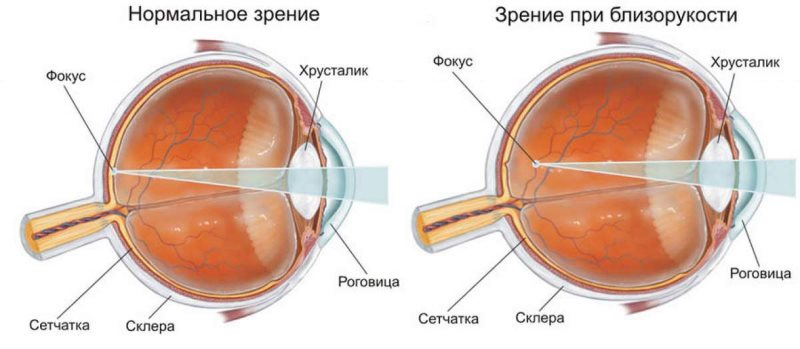 Нормальное зрение
Зрение при близорукости
Фокус
Хрусталик
Роговица
Сетчатка
Склера
Фокус
Хрусталик
Роговица
Сетчатка
Склера